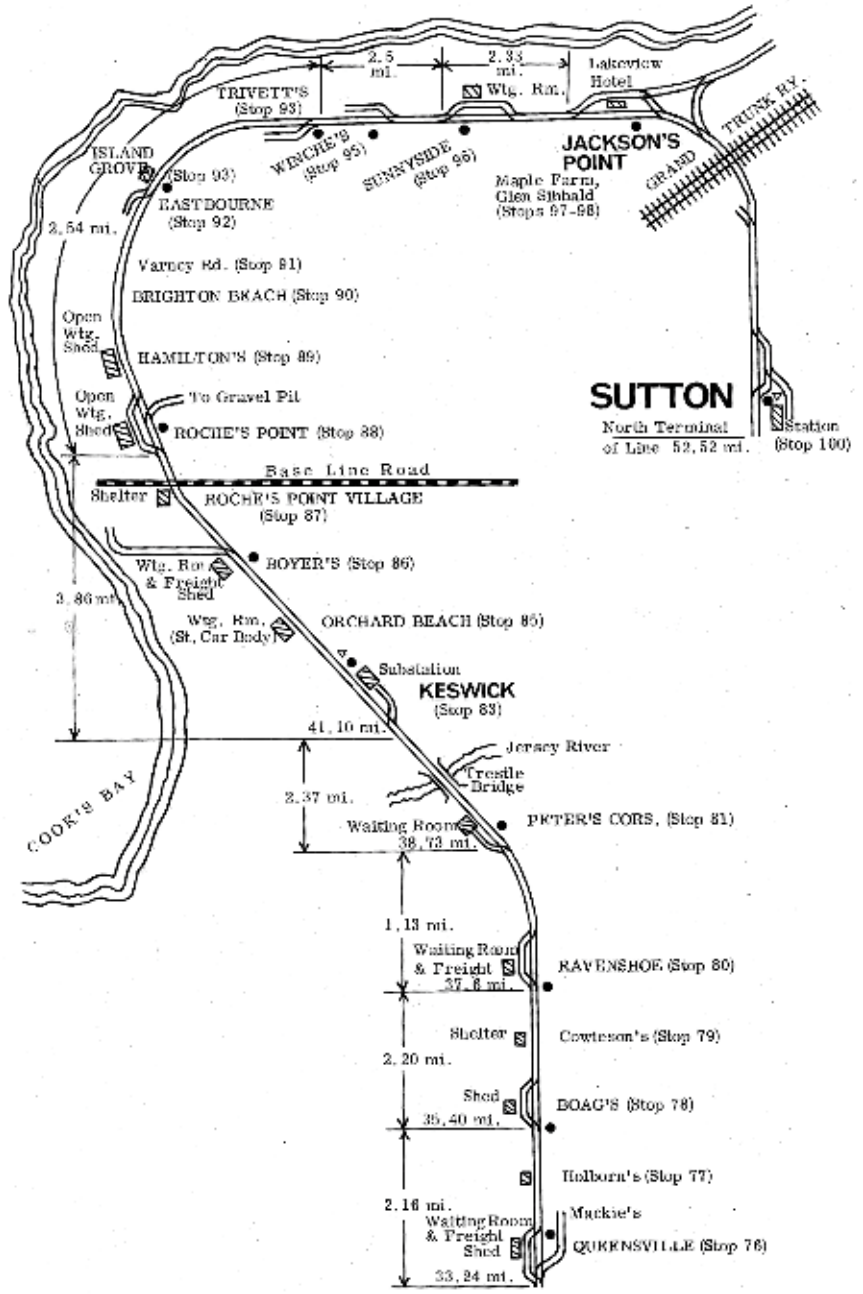 2.5
mi.
2.33
mi.
Lakeview
Hotel
Wtg. Rm.
TRIVETT'S
(Stop 93)
GRAND TRUNK RY.
WINCHE'S
(Stop 95)
SUNNYSIDE
(Stop 96)
JACKSON'S
POINT
Maple Farm,
Glen Sibbald
(Stops 97-98)
ISLAND
GROVE
(Stop 93)
EASTBOURNE
(Stop 92)
2.54 mi.
Varney Rd. (Stop 91)
BRIGHTON BEACH (Stop 90)
Open
Wtg.
Shed
HAMILTON'S (Stop 89)
Open
Wtg.
Shed
To Gravel Pit
ROCHE'S POINT (Stop 88)
SUTTON
North Terminal
of Line 52,52 mi.
Station
(Stop 100)
Base Line Road
Shelter
ROCHE'S POINT VILLAGE
(Stop 87)
BOYER'S (Stop 86)
Wtg. Rm.
& Freight
Shed
3.86 mi.
Wtg. Rm.
(St. Car Body)
ORCHARD BEACH (Stop 85)
Substation
KESWICK
(Stop 83)
41,10 mi.
Jersey River
Trestle
Bridge
2.37 mi.
COOK'S BAY
Waiting Room
38,73 mi.
PETER'S CORS, (Stop 81)
1,13 mi.
Waiting Room
& Freight
37,6 mi.
RAVENSHOE (Stop 80)
Shelter
Cowieson's (Stop 79)
2,20 mi.
Shed
BOAG'S (Stop 78)
35,40 mi.
Holborn's (Stop 77)
2.16 mi.
Mackie's
Waiting Room
& Freight
Shed
QUEENSVILLE (Stop 76)
33,24 mi.